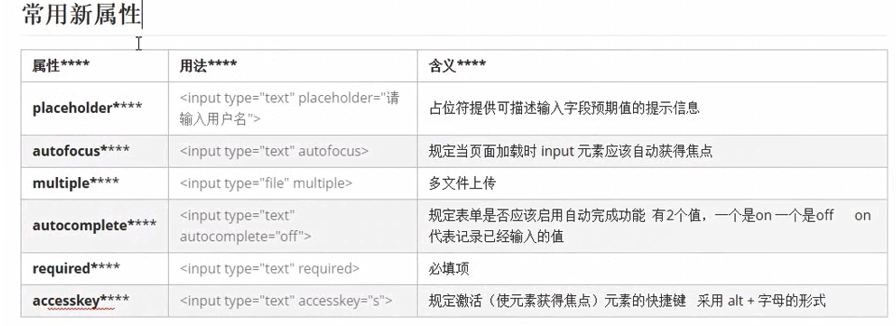 常用新属性
属性**** 用法**** 含义****
placeholder**** <input type="text" placeholder="请
输入用户名"> 占位符提供可描述输入字段预期值的提示信息
autofocus**** <input type="text" autofocus> 规定当页面加载时 input 元素应该自动获得焦点
multiple**** <input type="file" multiple> 多文件上传
autocomplete**** <input type="text"
autocomplete="off"> 规定表单是否应该启用自动完成功能 有2个值，一个是on 一个是off on
代表记录已经输入的值
required**** <input type="text" required> 必填项
accesskey**** <input type="text" accesskey="s"> 规定激活（使元素获得焦点）元素的快捷键 采用 alt + 字母的形式